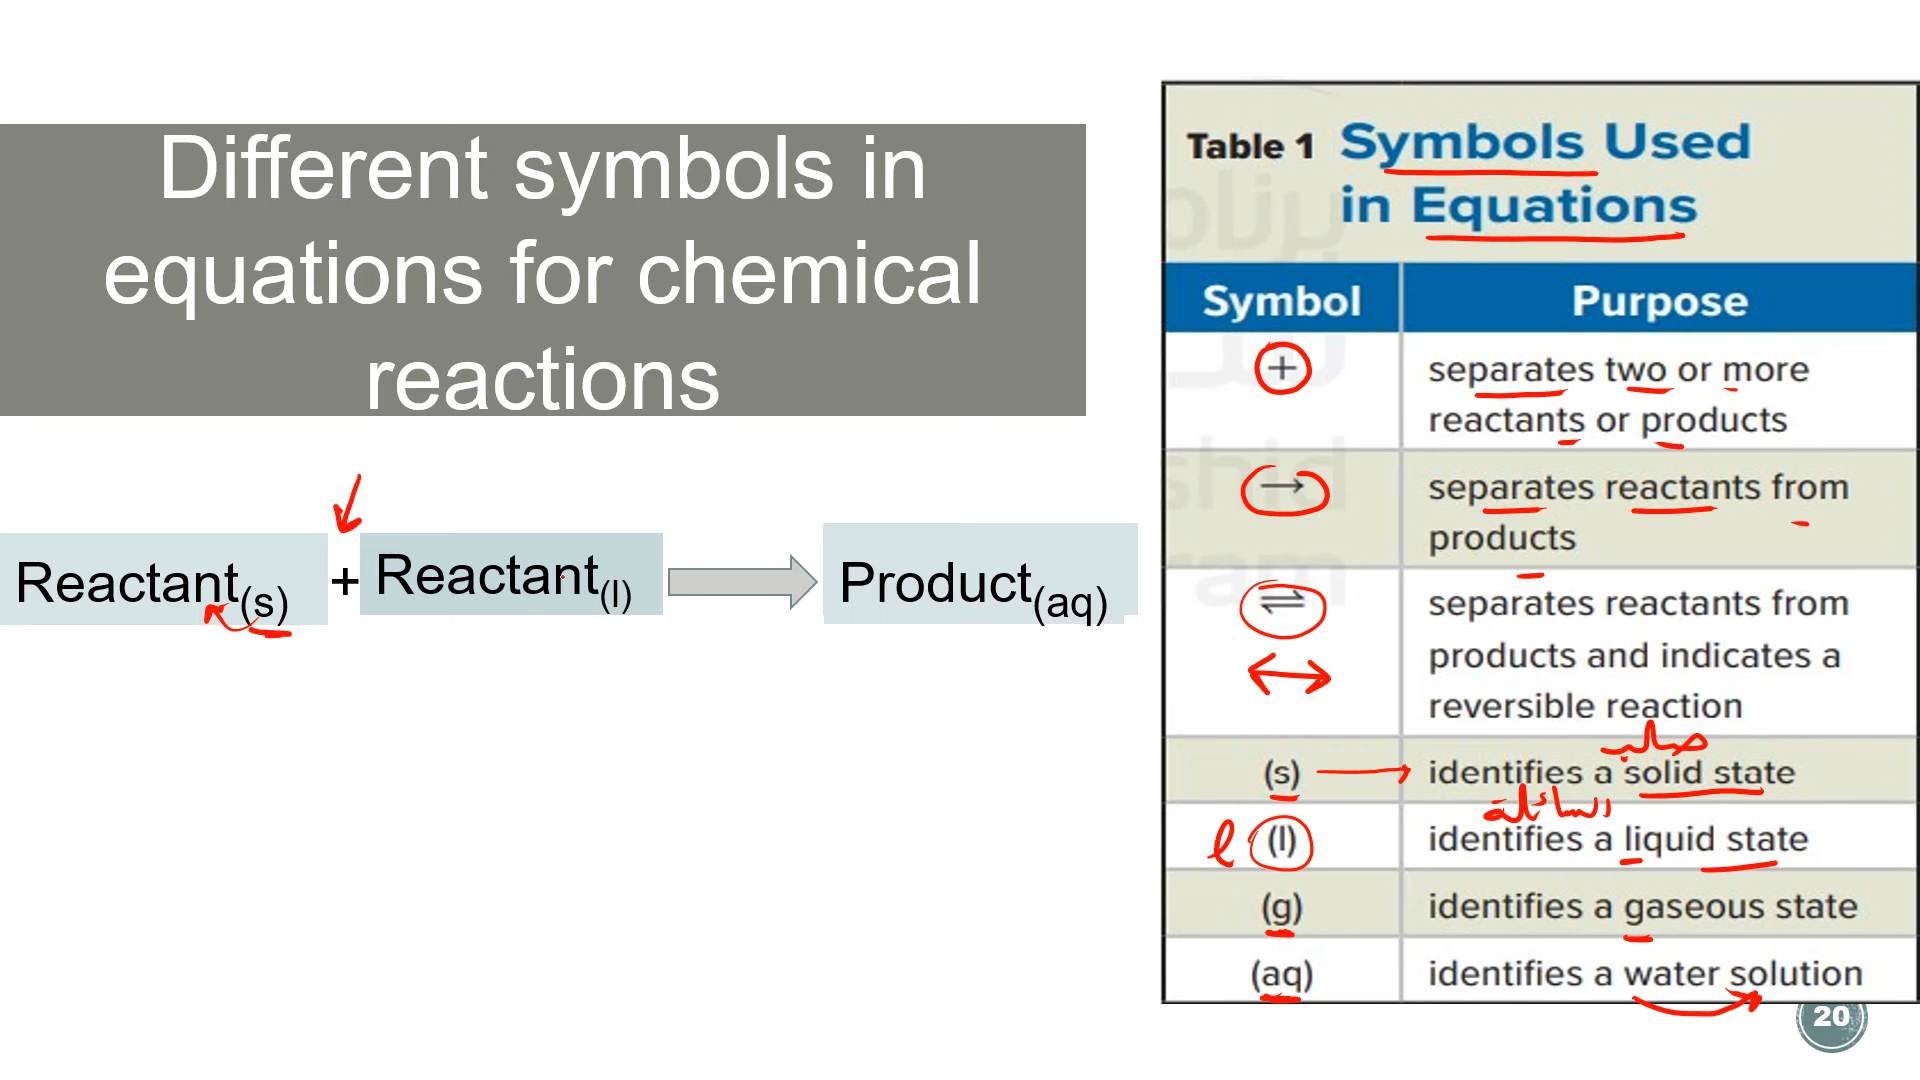 Different symbols in
equations for chemical
reactions
Reactant(s) + Reactant(l) Product(aq)
Table 1 Symbols Used
in Equations
Symbol Purpose
+ separates two or more
reactants or products
→ separates reactants from
products
⇌ separates reactants from
↔ products and indicates a
reversible reaction
صلب
(s) identifies a solid state
السائلة
l (l) identifies a liquid state
(g) identifies a gaseous state
(aq) identifies a water solution
20